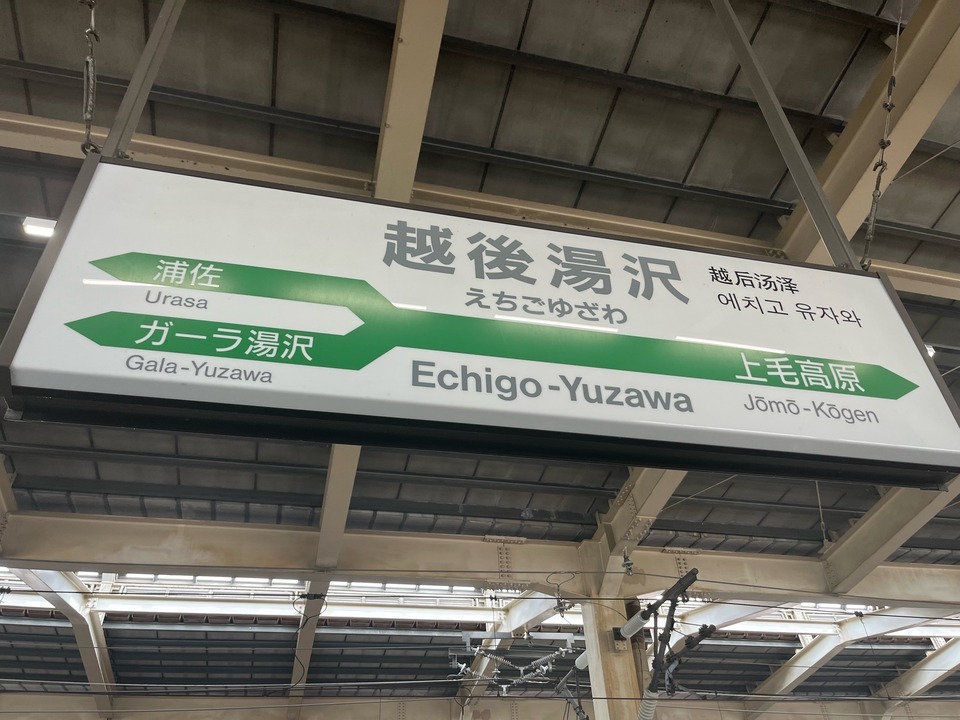 越後湯沢
えちごゆざわ
Echigo-Yuzawa
越后汤泽
에치고 유자와
浦佐
Urasa
ガーラ湯沢
Gala-Yuzawa
上毛高原
Jōmō-Kōgen